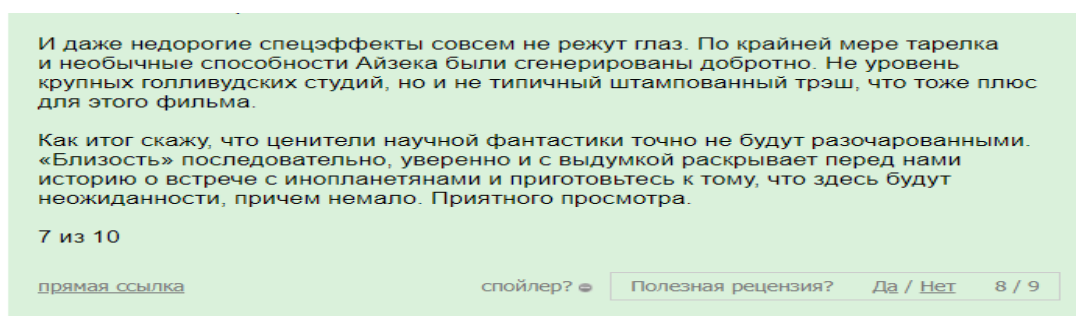 И даже недорогие спецэффекты совсем не режут глаз. По крайней мере тарелка
и необычные способности Айзека были сгенерированы добротно. Не уровень
крупных голливудских студий, но и не типичный штампованный трэш, что тоже плюс
для этого фильма.
Как итог скажу, что ценители научной фантастики точно не будут разочарованными.
«Близость» последовательно, уверенно и с выдумкой раскрывает перед нами
историю о встрече с инопланетянами и приготовьтесь к тому, что здесь будут
неожиданности, причем немало. Приятного просмотра.
7 из 10
прямая ссылка спойлер? Полезная рецензия? Да / Нет 8 / 9